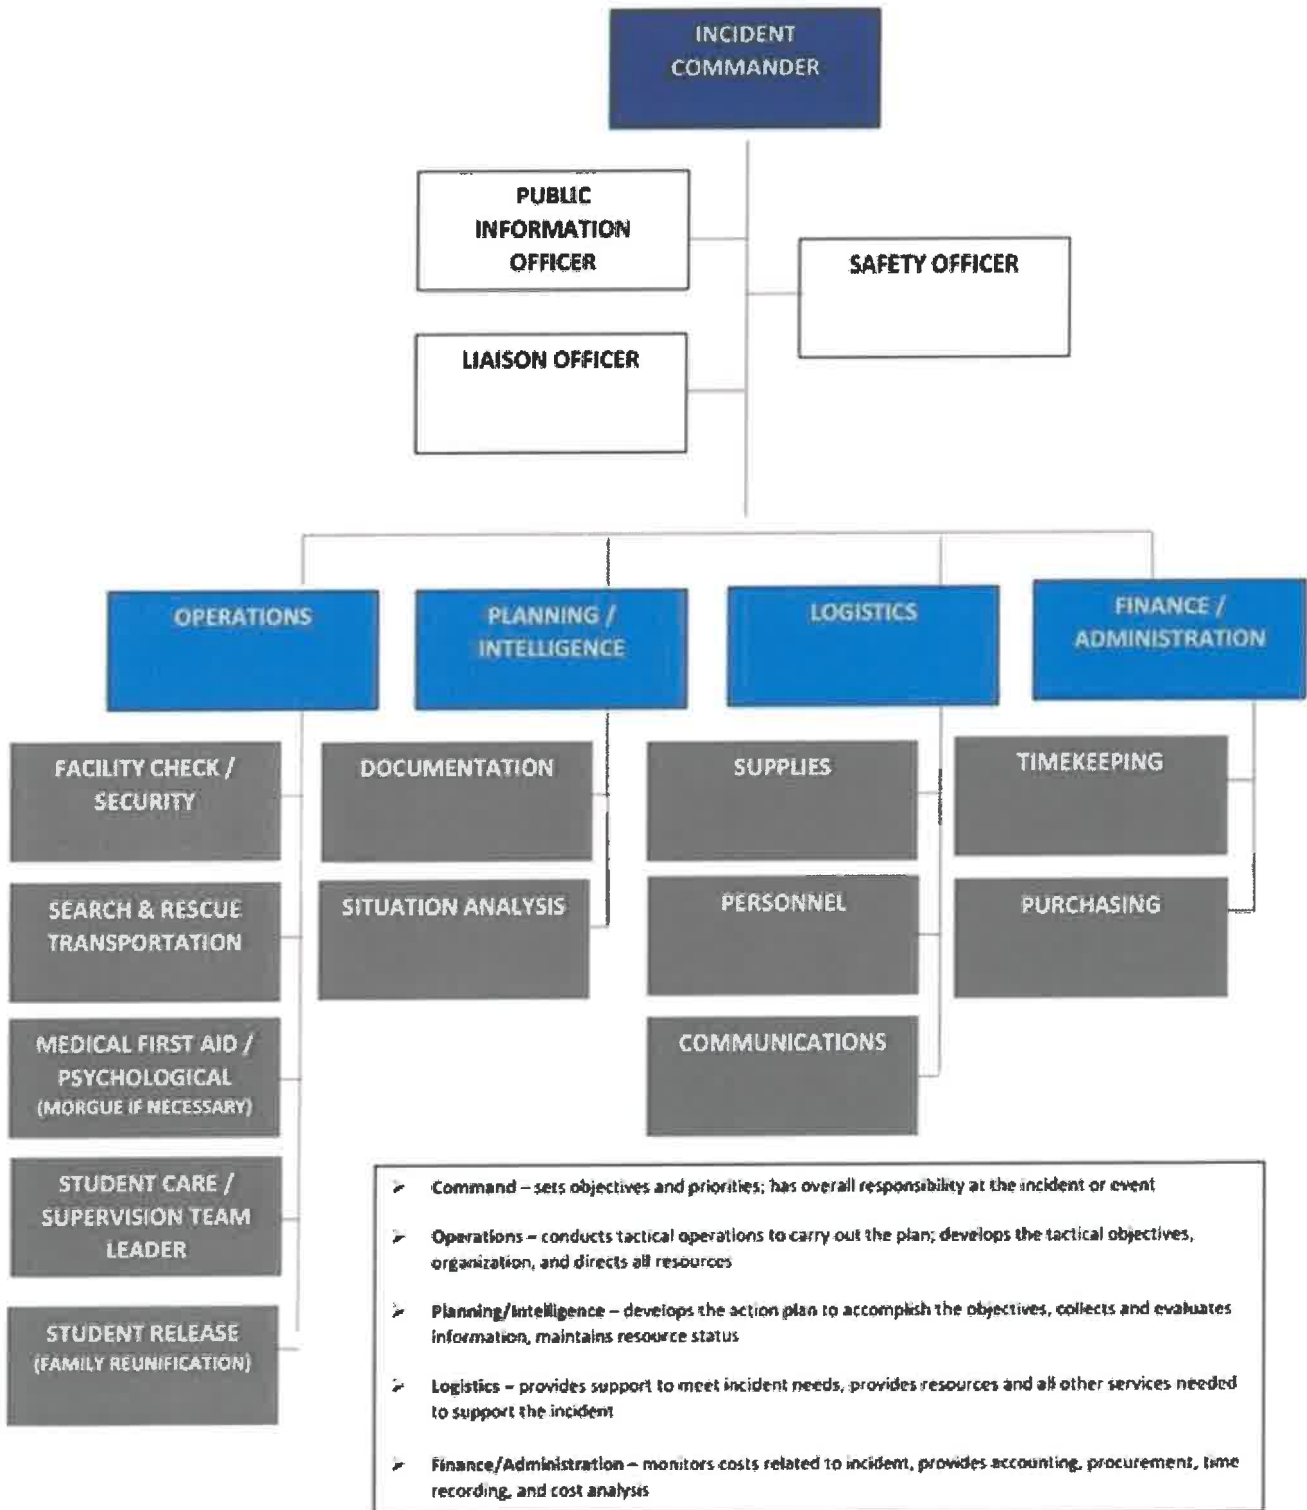 INCIDENT
COMMANDER
PUBLIC
INFORMATION
OFFICER
SAFETY OFFICER
LIAISON OFFICER
OPERATIONS
PLANNING /
INTELLIGENCE
LOGISTICS
FINANCE /
ADMINISTRATION
FACILITY CHECK /
SECURITY
SEARCH & RESCUE
TRANSPORTATION
MEDICAL FIRST AID /
PSYCHOLOGICAL
(MORGUE IF NECESSARY)
STUDENT CARE /
SUPERVISION TEAM
LEADER
STUDENT RELEASE
(FAMILY REUNIFICATION)
DOCUMENTATION
SITUATION ANALYSIS
SUPPLIES
PERSONNEL
COMMUNICATIONS
TIMEKEEPING
PURCHASING
➢ Command – sets objectives and priorities; has overall responsibility at the incident or event
➢ Operations – conducts tactical operations to carry out the plan; develops the tactical objectives,
organization, and directs all resources
➢ Planning/Intelligence – develops the action plan to accomplish the objectives, collects and evaluates
information, maintains resource status
➢ Logistics – provides support to meet incident needs, provides resources and all other services needed
to support the incident
➢ Finance/Administration – monitors costs related to incident, provides accounting, procurement, time
recording, and cost analysis